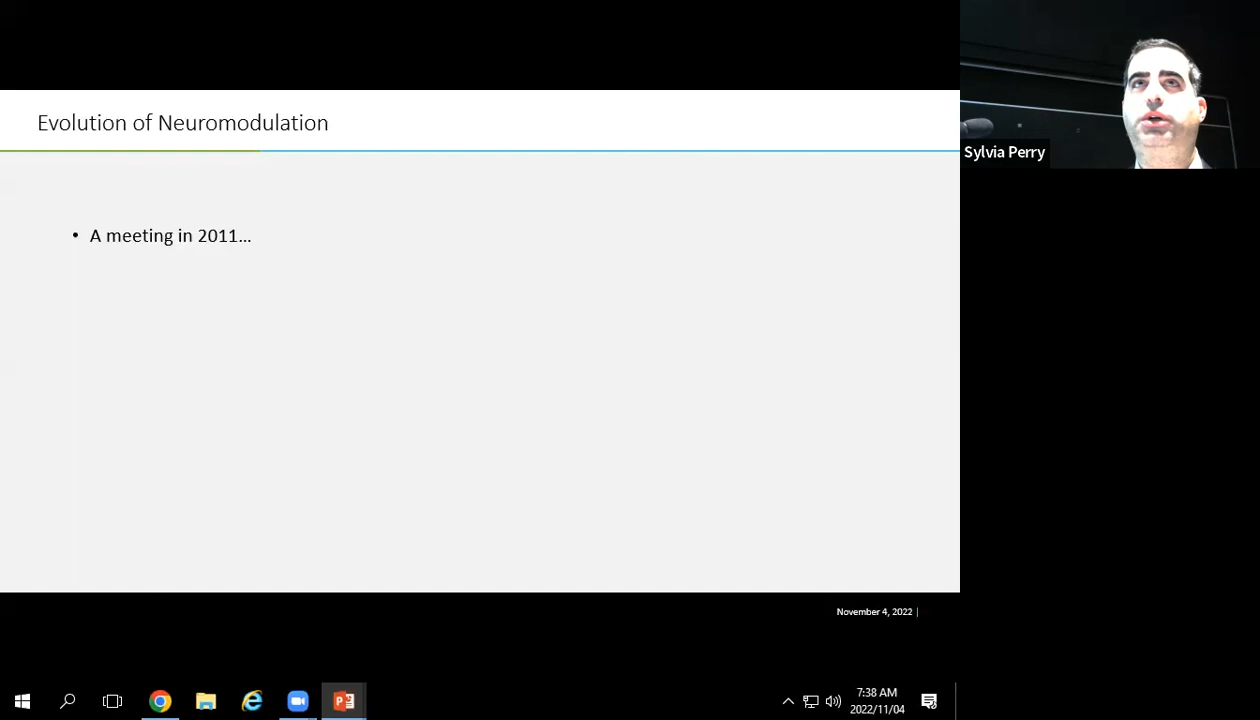 Evolution of Neuromodulation
Sylvia Perry
• A meeting in 2011...
November 4, 2022 |
7:38 AM
2022/11/04